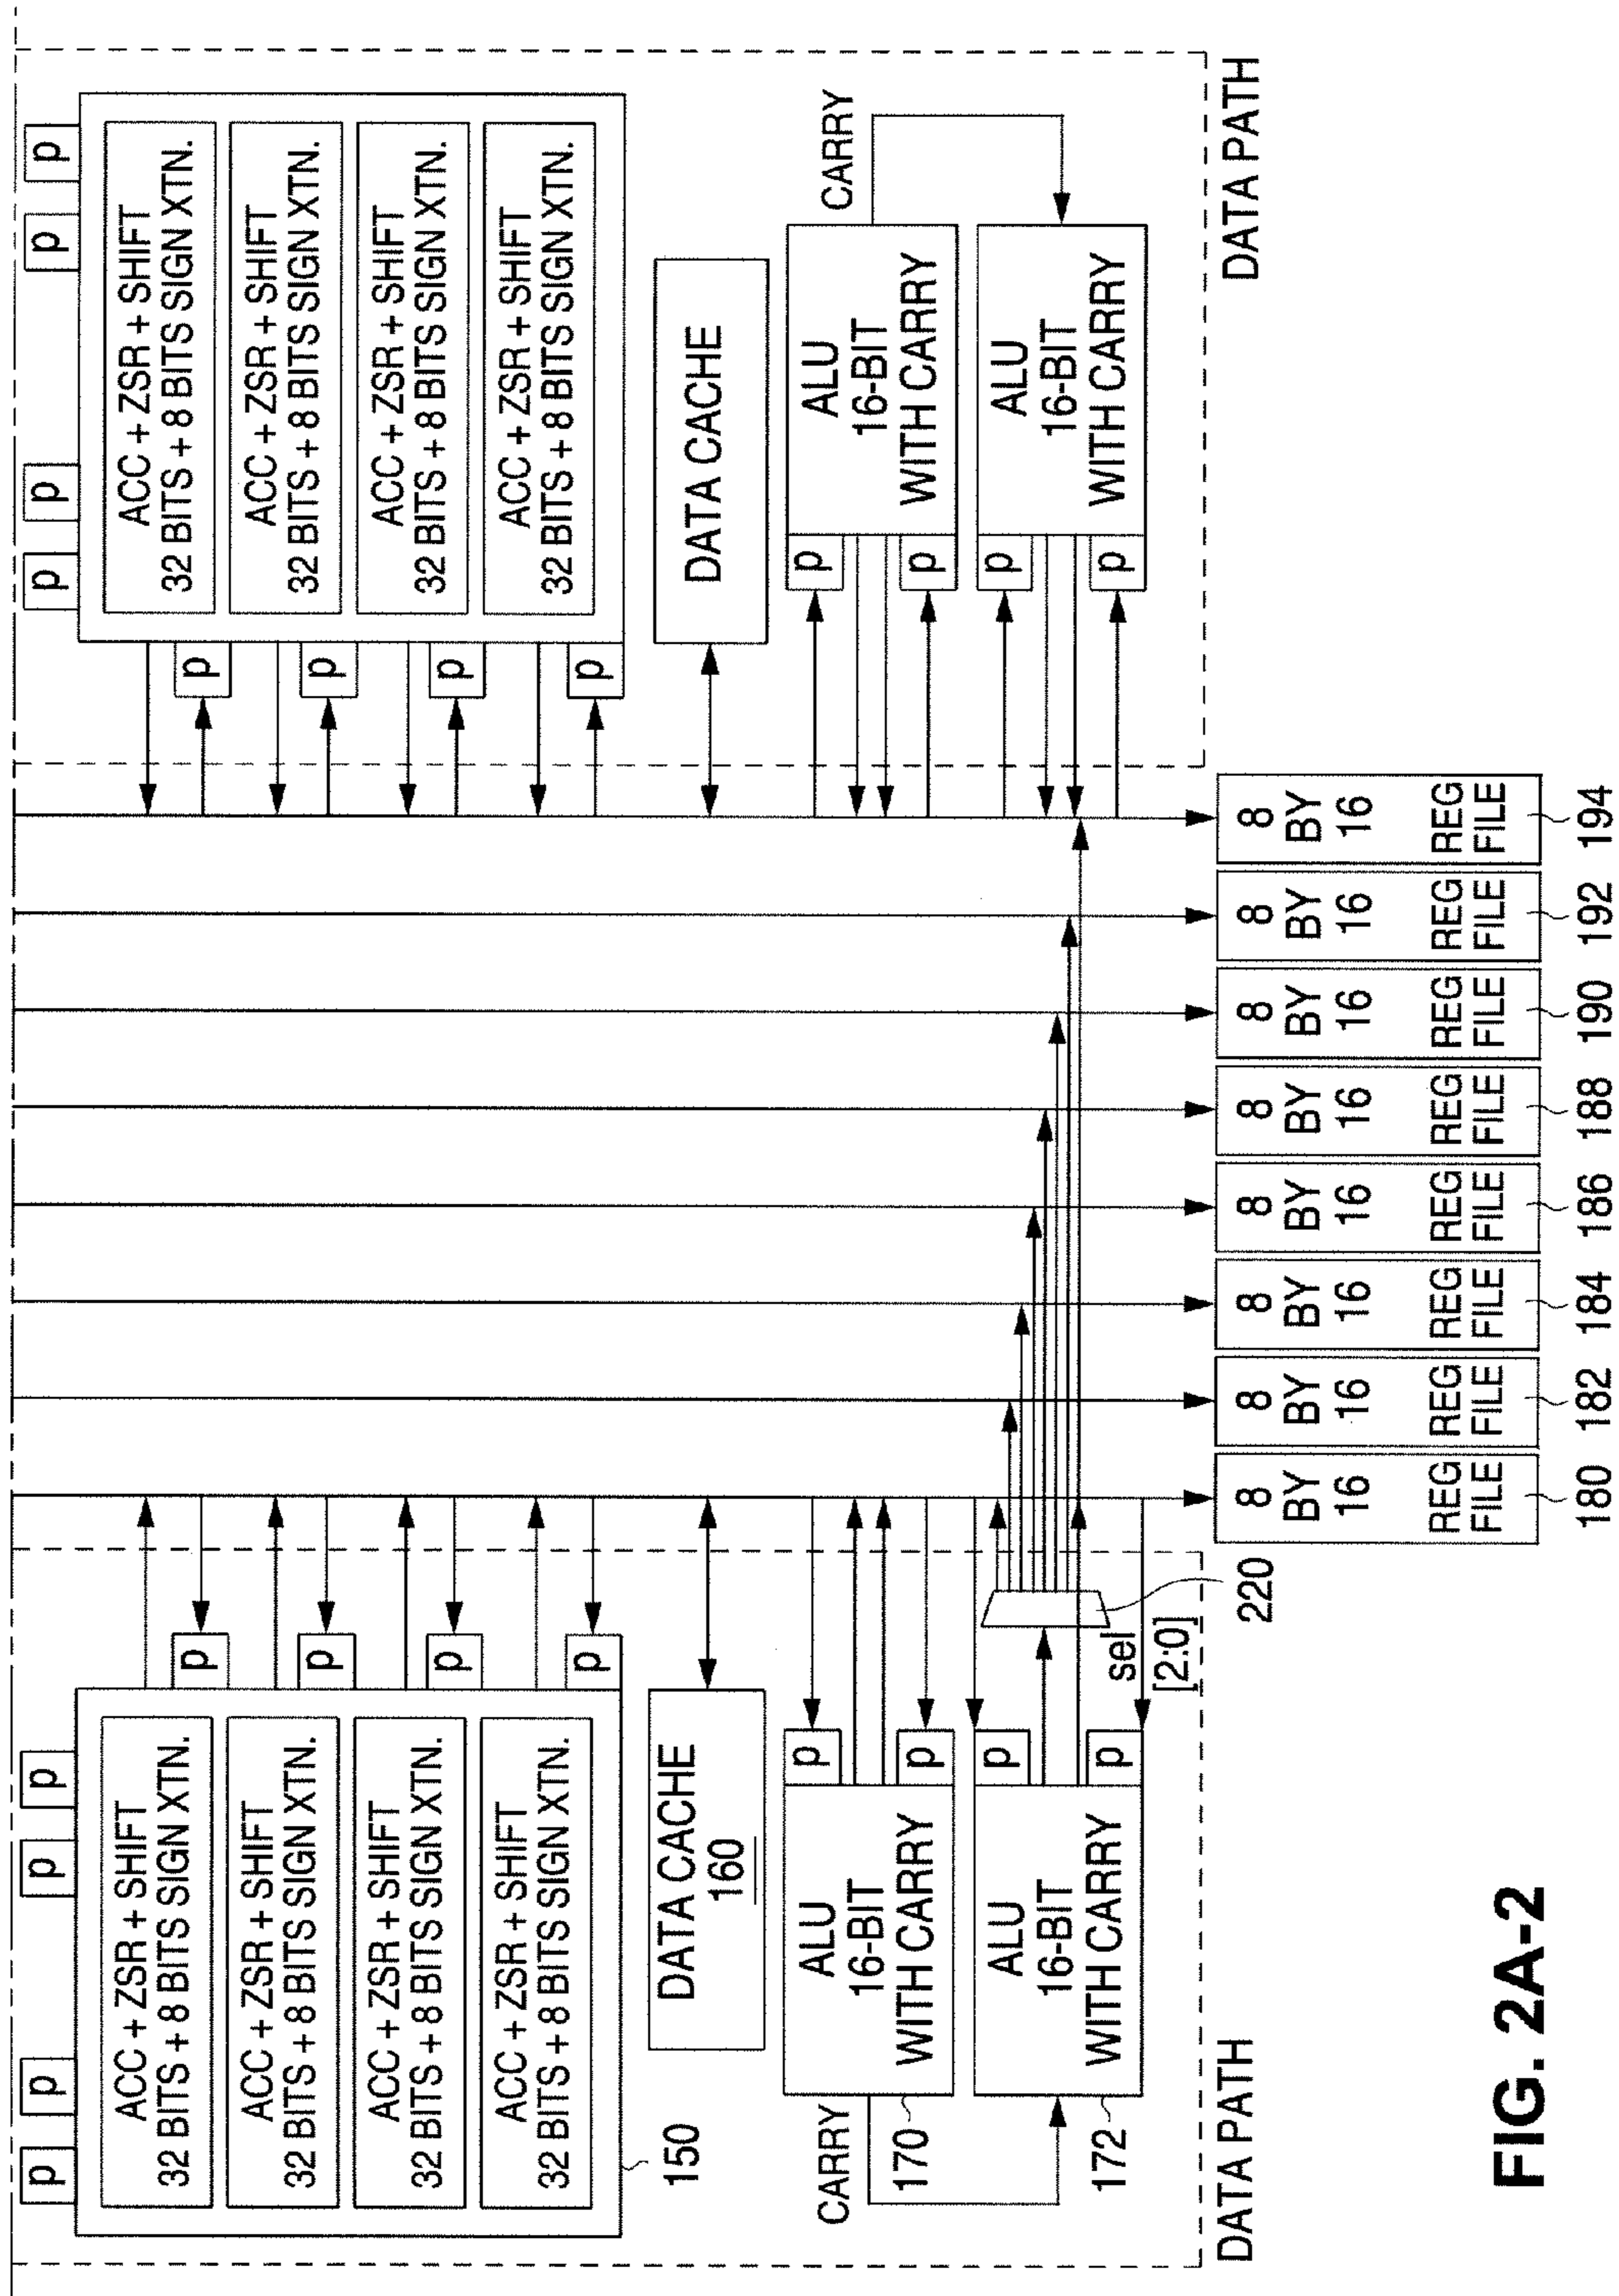 p
p
p
p
ACC + ZSR + SHIFT
32 BITS + 8 BITS SIGN XTN.
ACC + ZSR + SHIFT
32 BITS + 8 BITS SIGN XTN.
ACC + ZSR + SHIFT
32 BITS + 8 BITS SIGN XTN.
ACC + ZSR + SHIFT
32 BITS + 8 BITS SIGN XTN.
p
p
p
p
150
DATA CACHE
160
CARRY
ALU
16-BIT
WITH CARRY
p
p
170
ALU
16-BIT
WITH CARRY
p
p
172
sel
[2:0]
220
DATA PATH
p
p
p
p
ACC + ZSR + SHIFT
32 BITS + 8 BITS SIGN XTN.
ACC + ZSR + SHIFT
32 BITS + 8 BITS SIGN XTN.
ACC + ZSR + SHIFT
32 BITS + 8 BITS SIGN XTN.
ACC + ZSR + SHIFT
32 BITS + 8 BITS SIGN XTN.
p
p
p
p
DATA CACHE
CARRY
ALU
16-BIT
WITH CARRY
p
p
ALU
16-BIT
WITH CARRY
p
p
DATA PATH
8
BY
16
REG
FILE
180
8
BY
16
REG
FILE
182
8
BY
16
REG
FILE
184
8
BY
16
REG
FILE
186
8
BY
16
REG
FILE
188
8
BY
16
REG
FILE
190
8
BY
16
REG
FILE
192
8
BY
16
REG
FILE
194
FIG. 2A-2